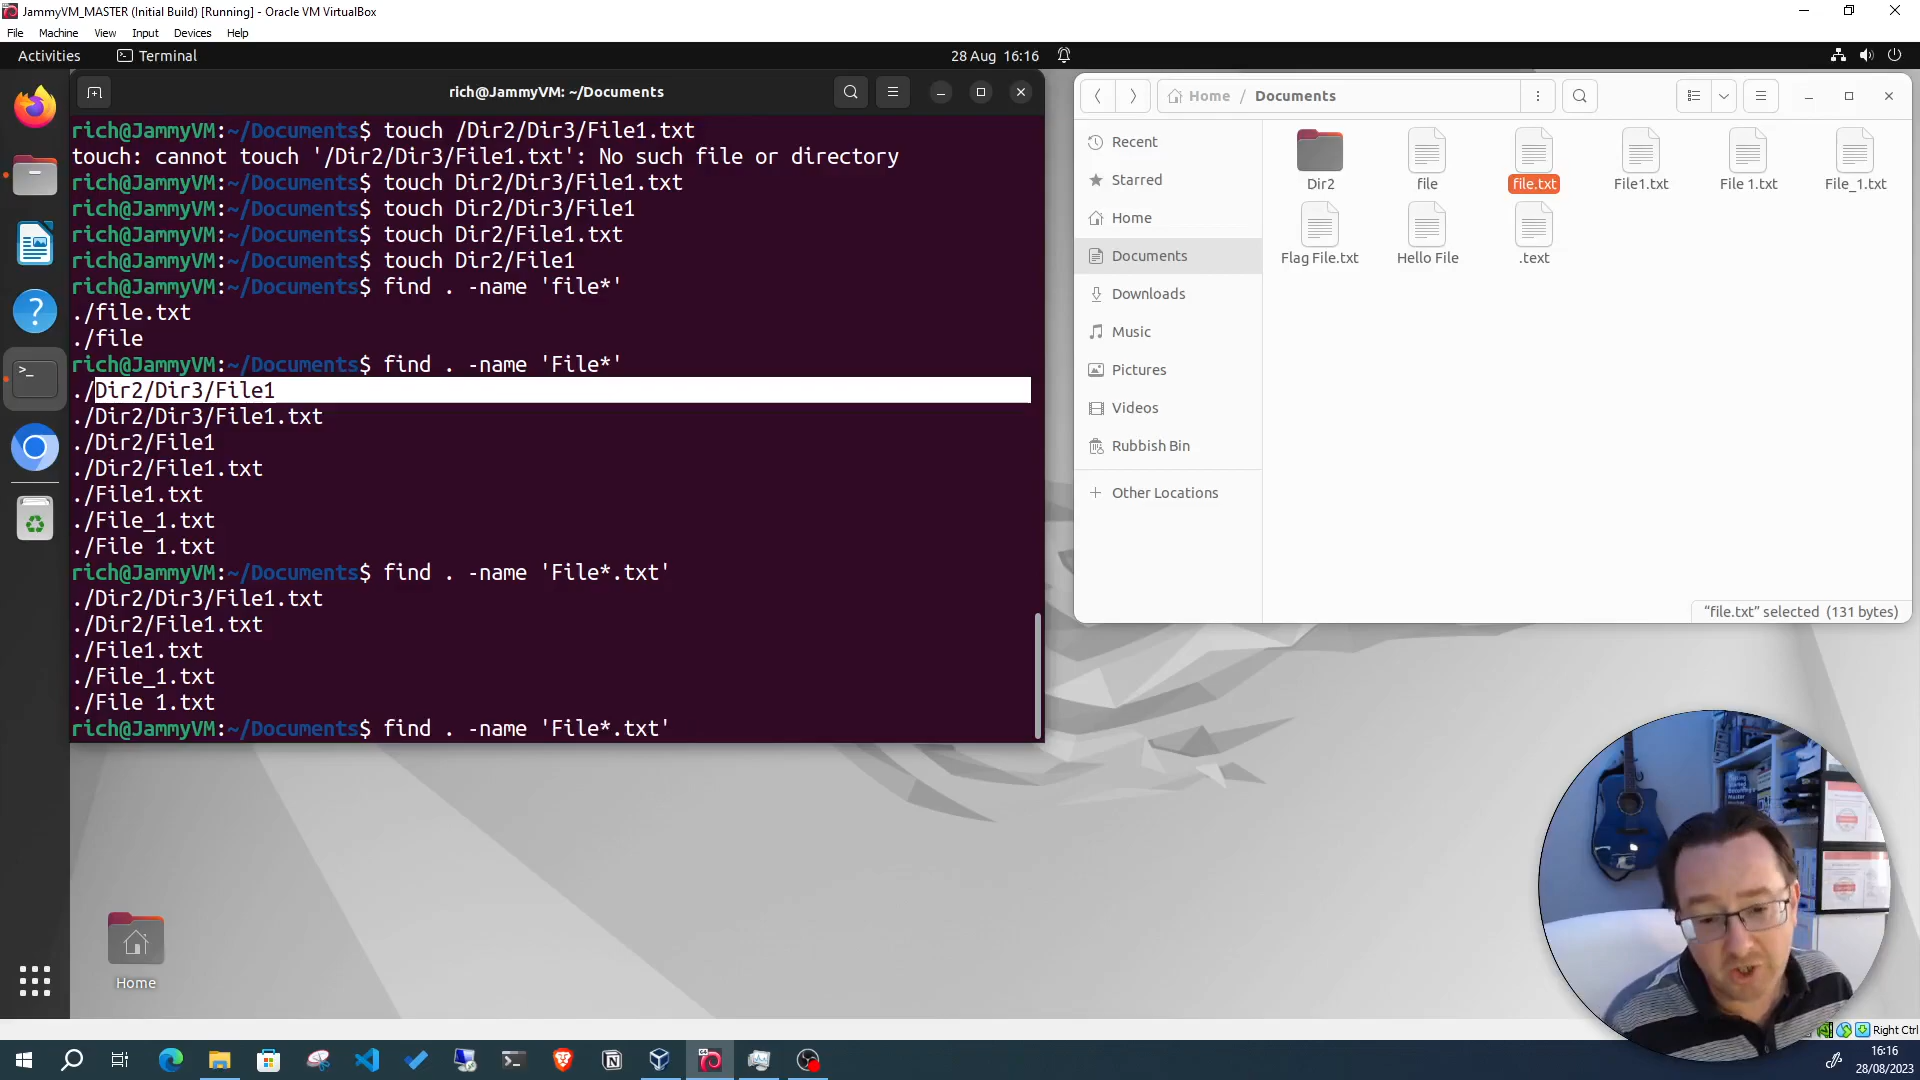 JammyVM_MASTER (Initial Build) [Running] - Oracle VM VirtualBox
File Machine View Input Devices Help
Activities Terminal 28 Aug 16:16
rich@JammyVM: ~/Documents
rich@JammyVM:~/Documents$ touch /Dir2/Dir3/File1.txt
touch: cannot touch '/Dir2/Dir3/File1.txt': No such file or directory
rich@JammyVM:~/Documents$ touch Dir2/Dir3/File1.txt
rich@JammyVM:~/Documents$ touch Dir2/Dir3/File1
rich@JammyVM:~/Documents$ touch Dir2/File1.txt
rich@JammyVM:~/Documents$ touch Dir2/File1
rich@JammyVM:~/Documents$ find . -name 'file*'
./file.txt
./file
rich@JammyVM:~/Documents$ find . -name 'File*'
./Dir2/Dir3/File1
./Dir2/Dir3/File1.txt
./Dir2/File1
./Dir2/File1.txt
./File1.txt
./File_1.txt
./File 1.txt
rich@JammyVM:~/Documents$ find . -name 'File*.txt'
./Dir2/Dir3/File1.txt
./Dir2/File1.txt
./File1.txt
./File_1.txt
./File 1.txt
rich@JammyVM:~/Documents$ find . -name 'File*.txt'
Home / Documents
Recent
Starred
Home
Documents
Downloads
Music
Pictures
Videos
Rubbish Bin
Other Locations
Dir2 file file.txt File1.txt File 1.txt File_1.txt
Flag File.txt Hello File .text
“file.txt” selected (131 bytes)
Home
Right Ctrl
16:16
28/08/2023